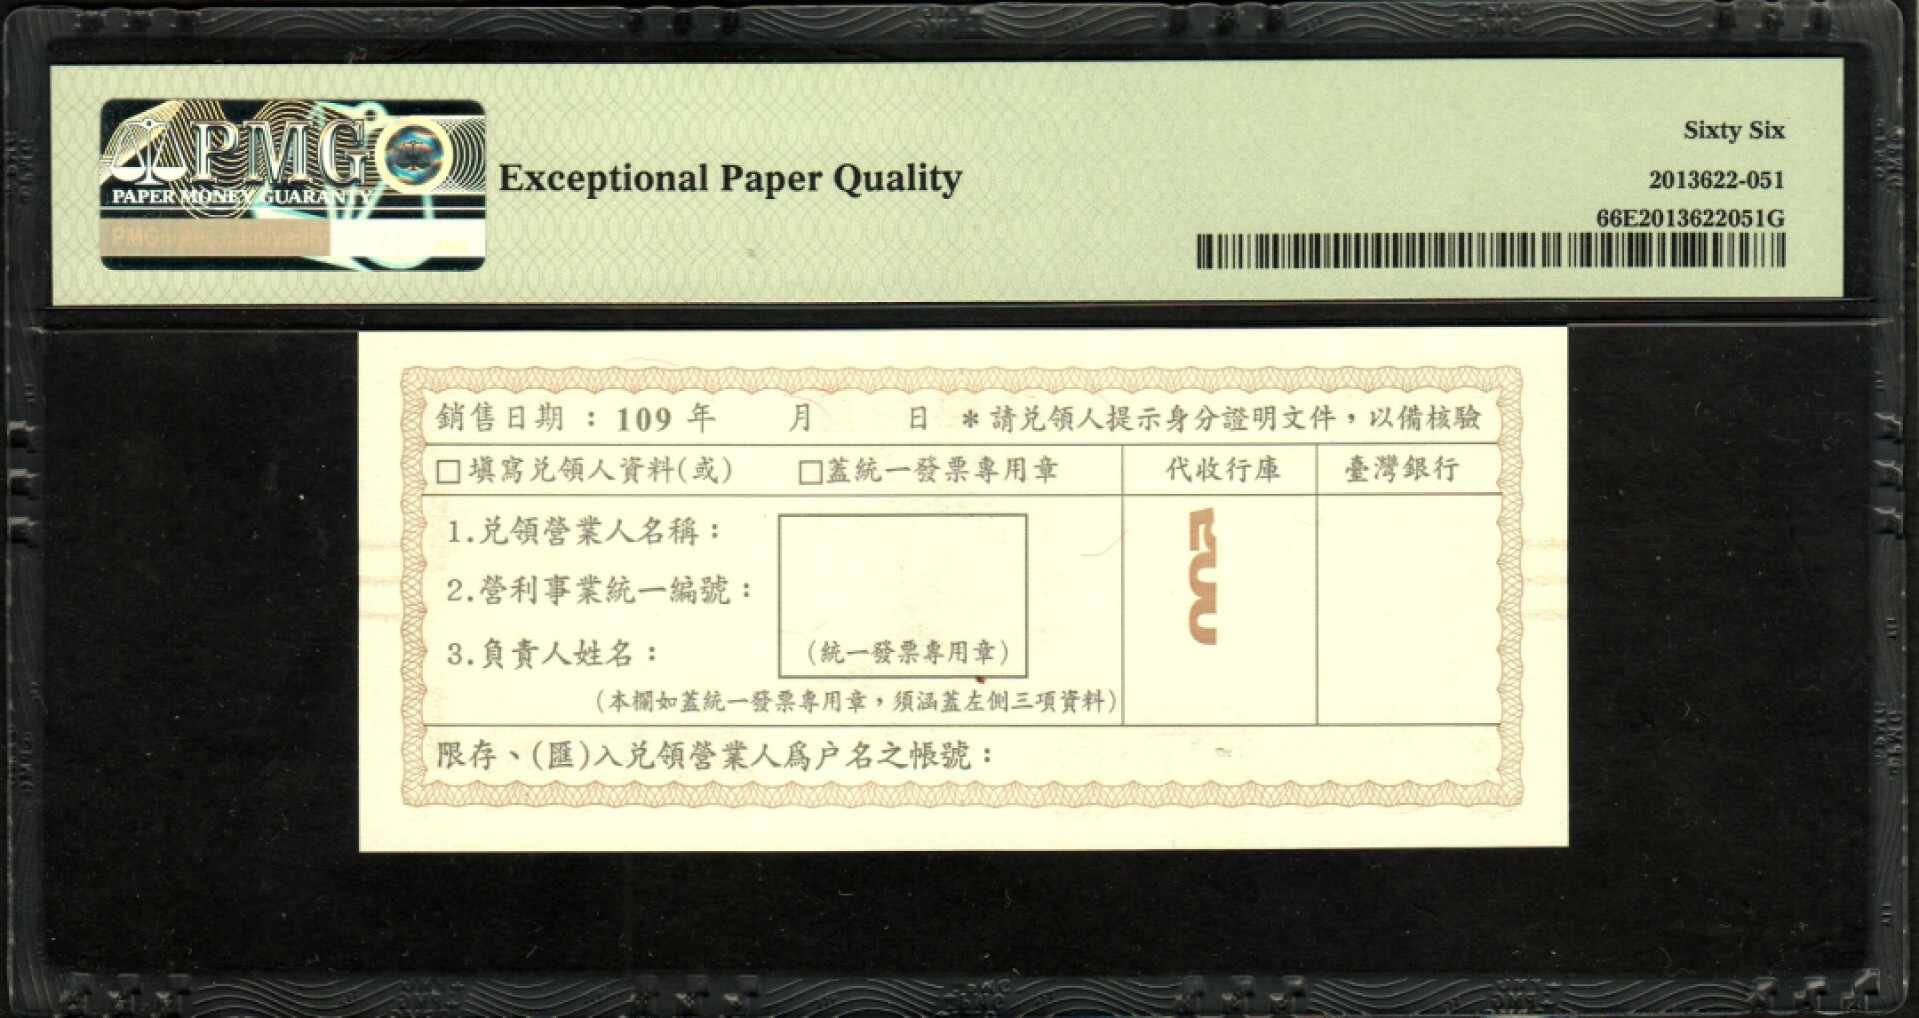 PMG
PAPER MONEY GUARANTY
Exceptional Paper Quality
Sixty Six
2013622-051
66E2013622051G
銷售日期：109 年 月 日 *請兑領人提示身分證明文件，以備核驗
□填寫兑領人資料(或) □蓋統一發票專用章 代收行庫 臺灣銀行
1.兑領營業人名稱：
2.營利事業統一編號：
3.負責人姓名：
(統一發票專用章)
(本欄如蓋統一發票專用章，須涵蓋左側三項資料)
限存、(匯)入兑領營業人爲户名之帳號：